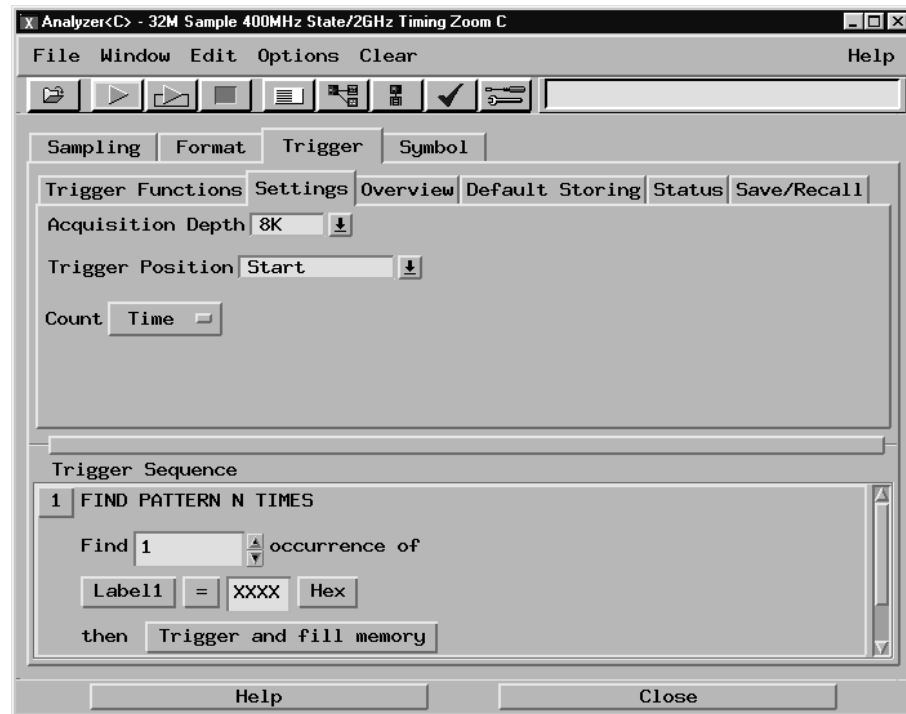 X Analyzer<C> - 32M Sample 400MHz State/2GHz Timing Zoom C
File Window Edit Options Clear Help
Sampling Format Trigger Symbol
Trigger Functions Settings Overview Default Storing Status Save/Recall
Acquisition Depth 8K
Trigger Position Start
Count Time
Trigger Sequence
1 FIND PATTERN N TIMES
Find 1 occurrence of
Label1 = XXXX Hex
then Trigger and fill memory
Help Close